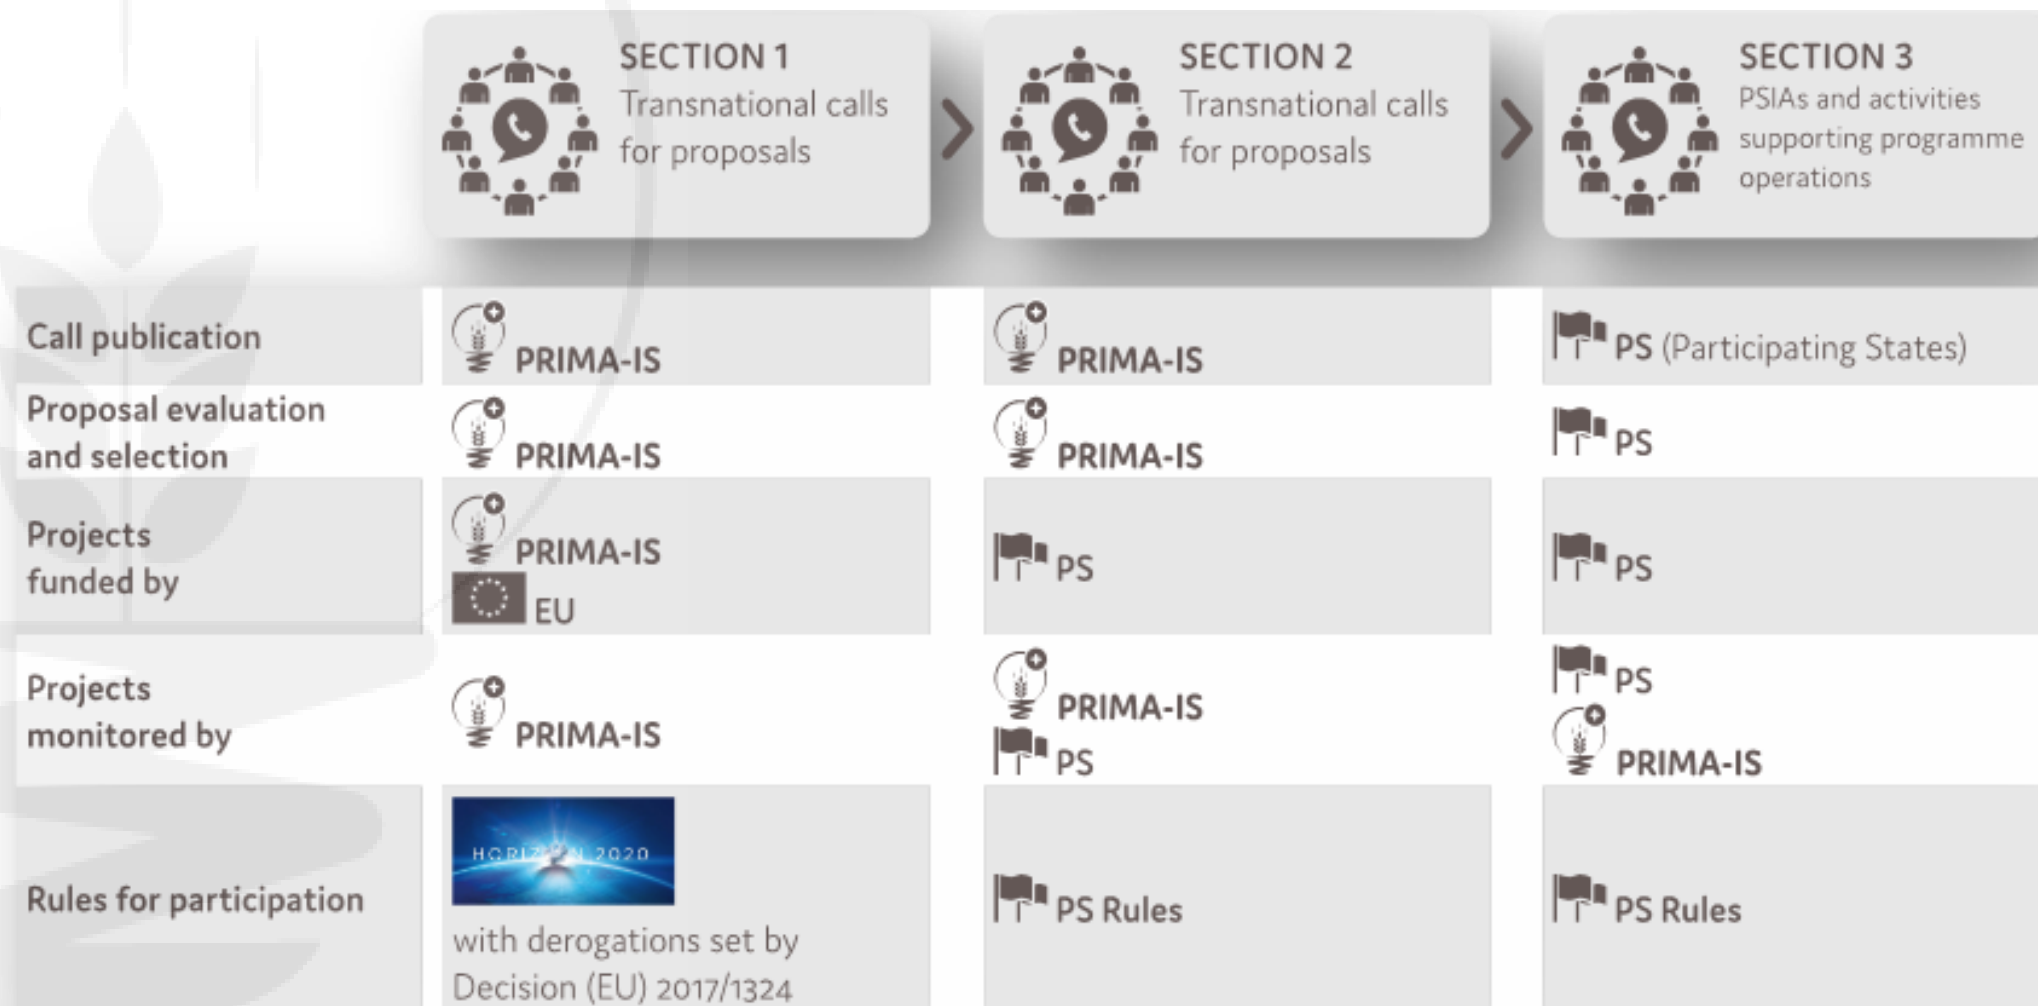 SECTION 1
Transnational calls
for proposals
SECTION 2
Transnational calls
for proposals
SECTION 3
PSIAs and activities
supporting programme
operations
Call publication
PRIMA-IS
PRIMA-IS
PS (Participating States)
Proposal evaluation
and selection
PRIMA-IS
PRIMA-IS
PS
Projects
funded by
PRIMA-IS
EU
PS
PS
Projects
monitored by
PRIMA-IS
PRIMA-IS
PS
PS
PRIMA-IS
Rules for participation
HORIZON 2020
with derogations set by
Decision (EU) 2017/1324
PS Rules
PS Rules